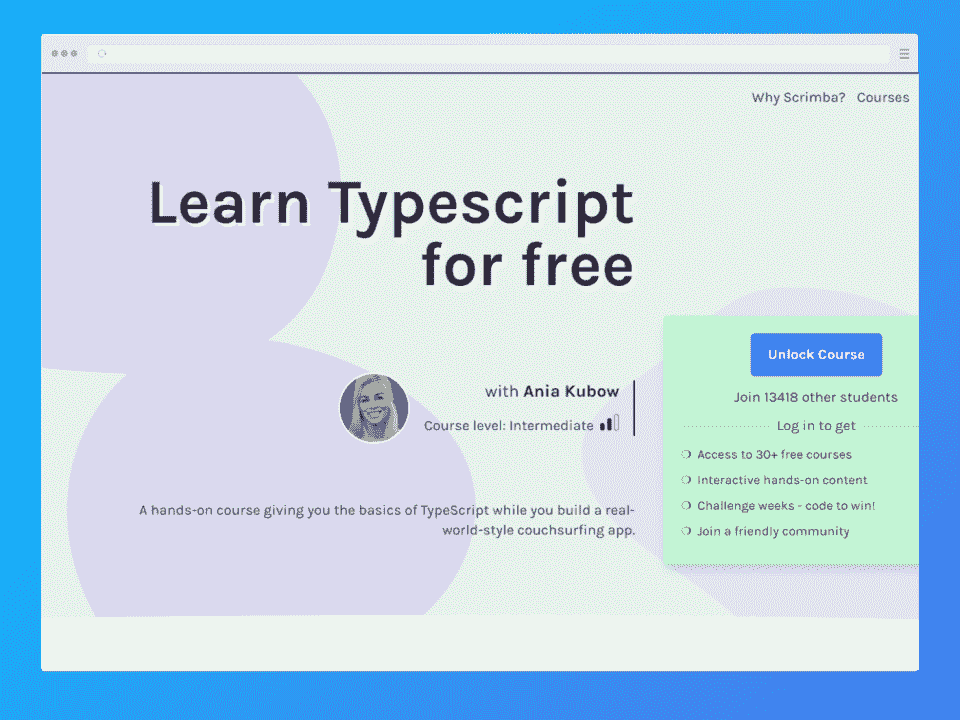 Why Scrimba? Courses
Learn Typescript
for free
with Ania Kubow
Course level: Intermediate
A hands-on course giving you the basics of TypeScript while you build a real-
world-style couchsurfing app.
Unlock Course
Join 13418 other students
Log in to get
Access to 30+ free courses
Interactive hands-on content
Challenge weeks - code to win!
Join a friendly community